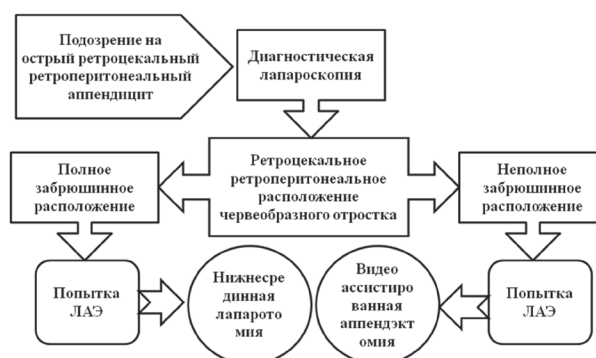 Подозрение на
острый ретроцекальный
ретроперитонеальный
аппендицит
Диагностическая
лапароскопия
Полное
забрюшинное
расположение
Ретроцекальное
ретроперитонеальное
расположение
червеобразного отростка
Неполное
забрюшинное
расположение
Попытка
ЛАЭ
Нижнесре
динная
лапарото
мия
Видео
ассистиро
ванная
аппендэкт
омия
Попытка
ЛАЭ